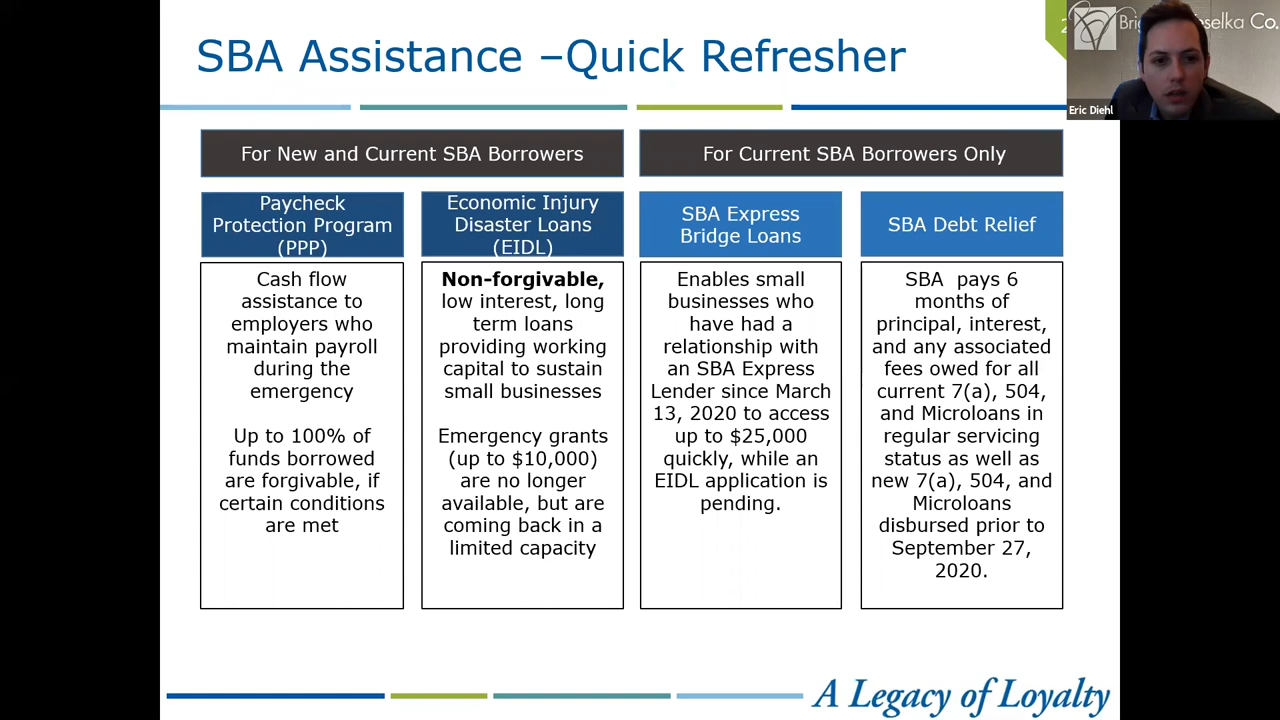 SBA Assistance –Quick Refresher
Eric Diehl
For New and Current SBA Borrowers
For Current SBA Borrowers Only
Paycheck
Protection Program
(PPP)
Economic Injury
Disaster Loans
(EIDL)
SBA Express
Bridge Loans
SBA Debt Relief
Cash flow
assistance to
employers who
maintain payroll
during the
emergency
Up to 100% of
funds borrowed
are forgivable, if
certain conditions
are met
Non-forgivable,
low interest, long
term loans
providing working
capital to sustain
small businesses
Emergency grants
(up to $10,000)
are no longer
available, but are
coming back in a
limited capacity
Enables small
businesses who
have had a
relationship with
an SBA Express
Lender since March
13, 2020 to access
up to $25,000
quickly, while an
EIDL application is
pending.
SBA pays 6
months of
principal, interest,
and any associated
fees owed for all
current 7(a), 504,
and Microloans in
regular servicing
status as well as
new 7(a), 504, and
Microloans
disbursed prior to
September 27,
2020.
A Legacy of Loyalty